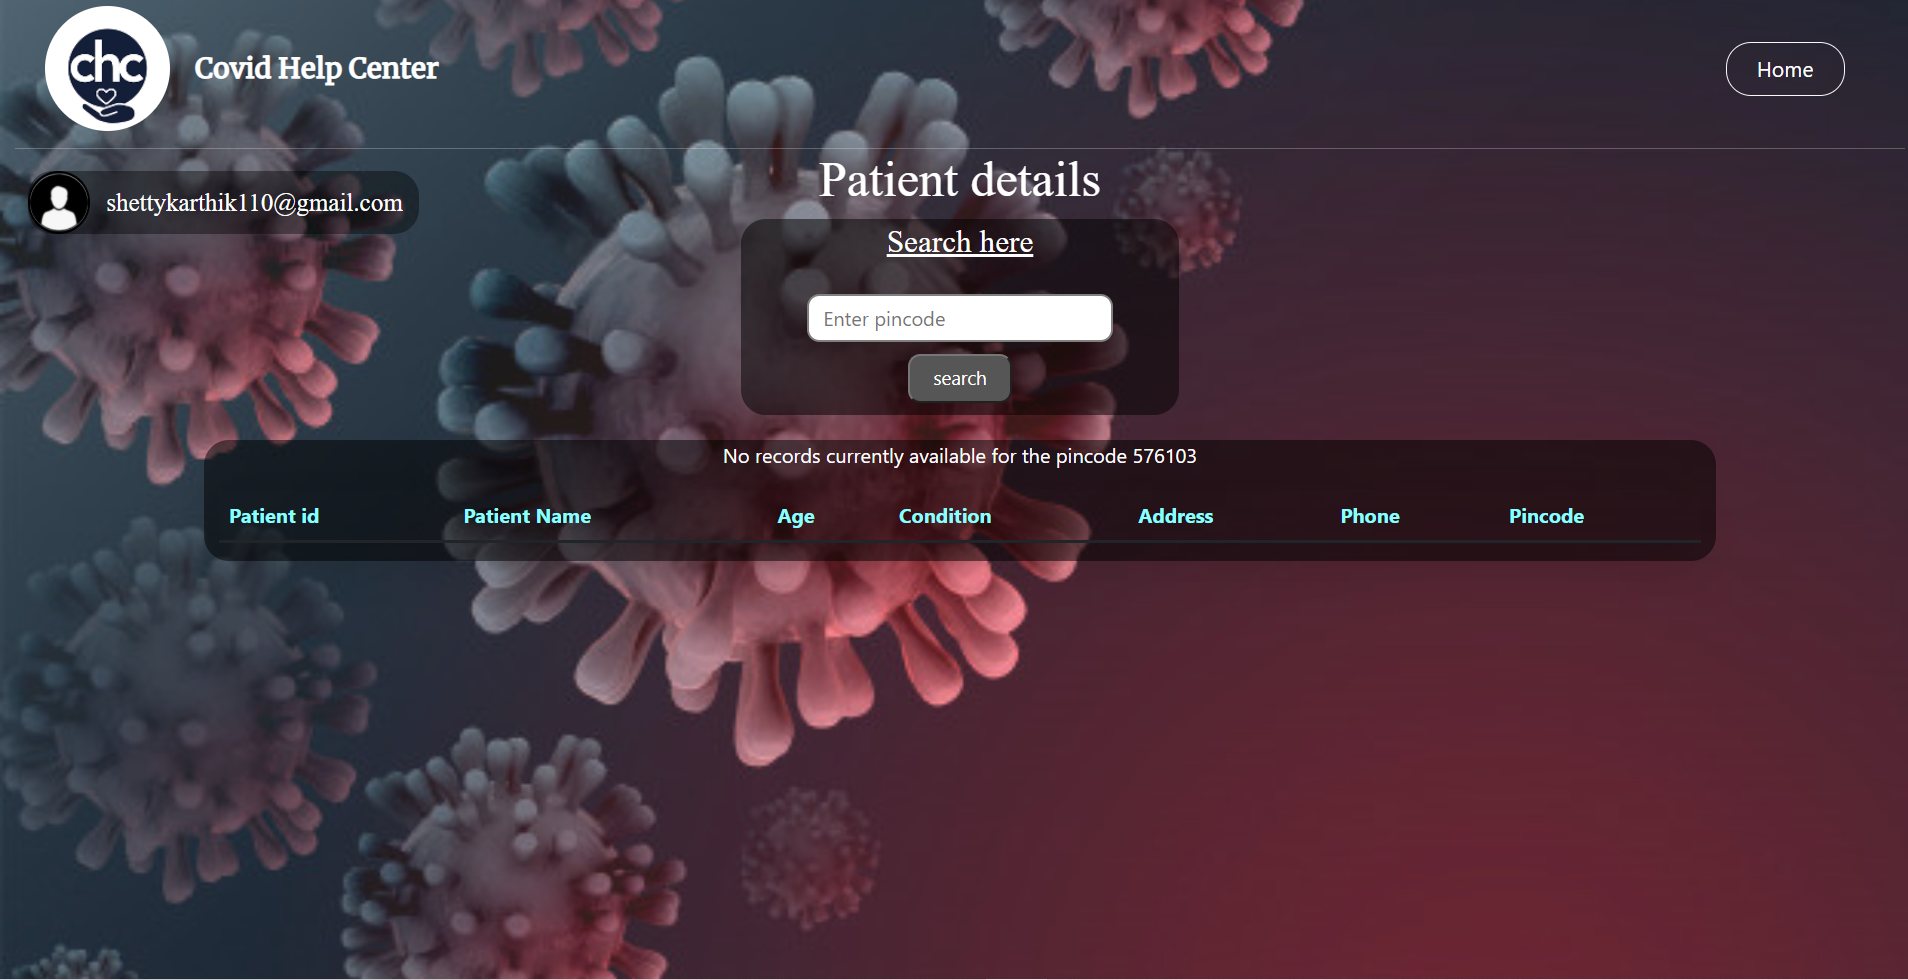 chc
Covid Help Center
Home
shettykarthik110@gmail.com
Patient details
Search here
Enter pincode
search
No records currently available for the pincode 576103
Patient id Patient Name Age Condition Address Phone Pincode